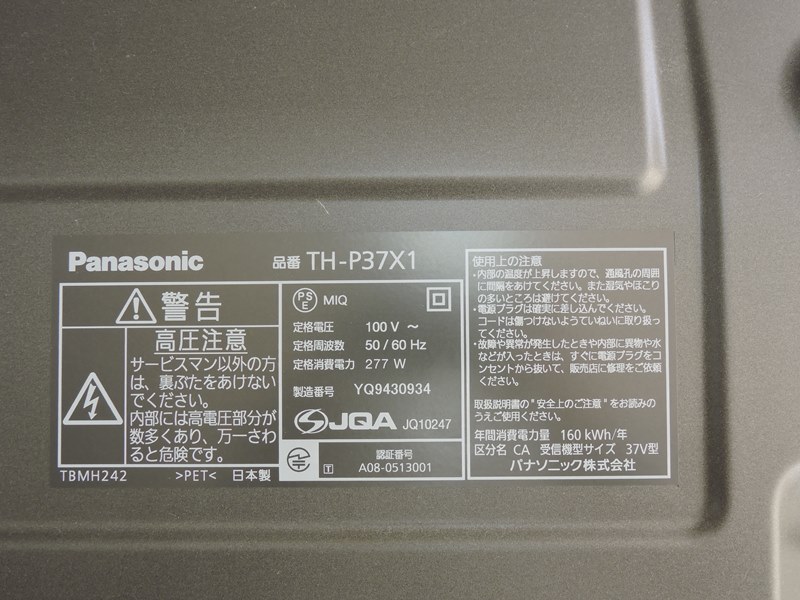 Panasonic
品番 TH-P37X1
警告
高圧注意
サービスマン以外の方
は、裏ぶたをあけない
でください。
内部には高電圧部分が
数多くあり、万一さわ
ると危険です。
TBMH242 >PET< 日本製
PS
E
MIQ
定格電圧 100 V ～
定格周波数 50 / 60 Hz
定格消費電力 277 W
製造番号 YQ9430934
JQA JQ10247
T
認証番号
A08-0513001
使用上の注意
・内部の温度が上昇しますので、通風孔の周囲
に間隔をあけてください。また湿気やほこり
の多いところは避けてください。
・電源プラグは確実に差し込んでください。
コードは傷つけないようていねいに取り扱っ
てください。
・故障や異常が発生したときや内部に異物や水
などが入ったときは、すぐに電源プラグをコ
ンセントから抜いて、販売店に修理をご依頼
ください。
取扱説明書の"安全上のご注意"をお読みの
うえご使用ください。
年間消費電力量 160 kWh/年
区分名 CA 受信機型サイズ 37V型
パナソニック株式会社